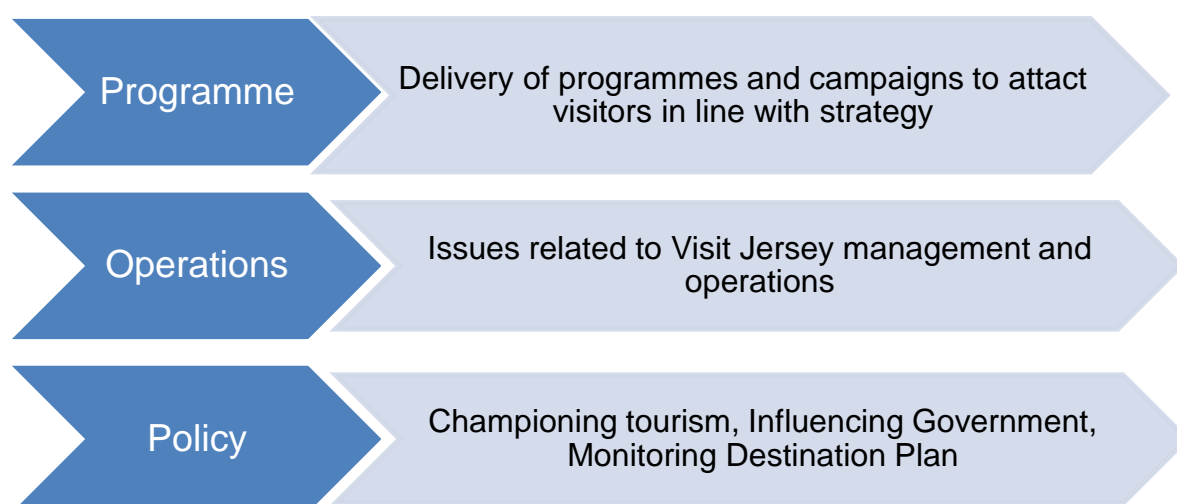 Programme
Delivery of programmes and campaigns to attact
visitors in line with strategy
Operations
Issues related to Visit Jersey management and
operations
Policy
Championing tourism, Influencing Government,
Monitoring Destination Plan